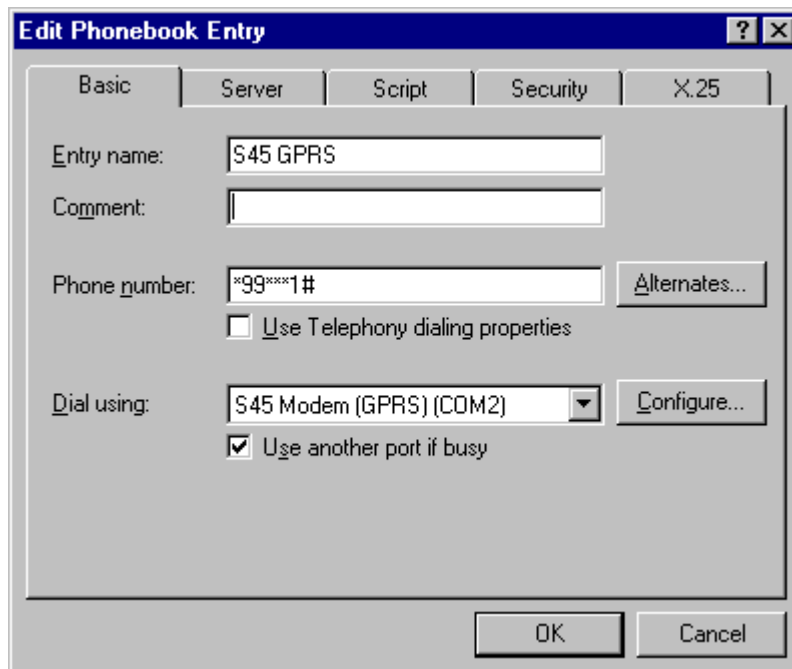 Edit Phonebook Entry
Basic Server Script Security X.25
Entry name: S45 GPRS
Comment:
Phone number: *99***1# Alternates...
Use Telephony dialing properties
Dial using: S45 Modem (GPRS) (COM2) Configure...
Use another port if busy
OK Cancel